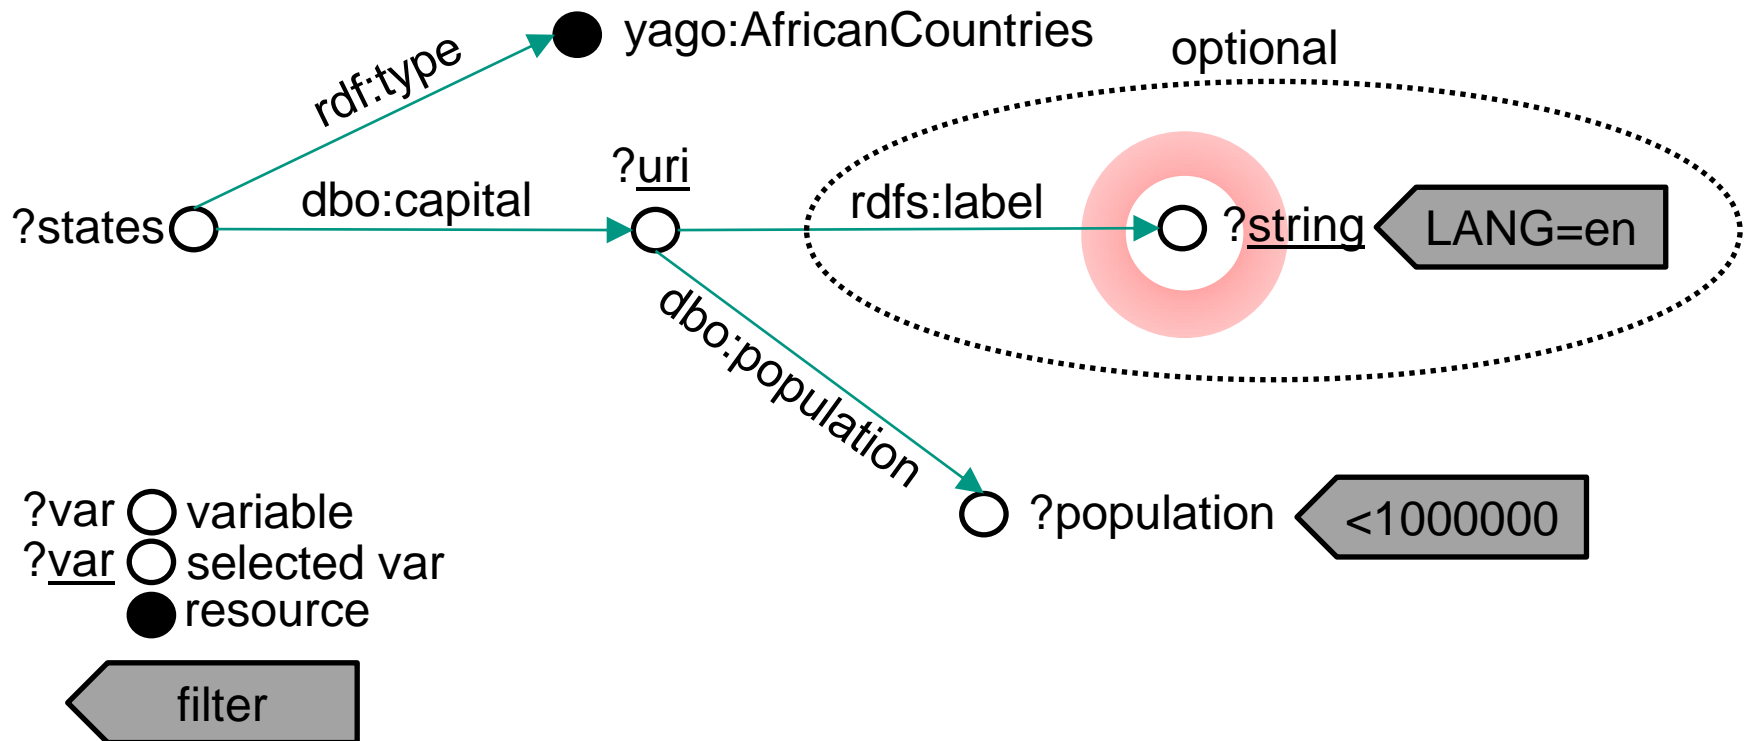 yago:AfricanCountries
optional
rdf:type
?uri
dbo:capital
rdfs:label
?states
?string
LANG=en
dbo:population
?population
<1000000
?var variable
?var selected var
resource
filter